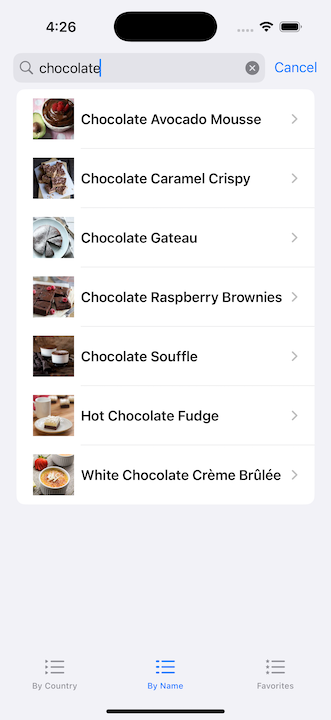 4:26
chocolate
Cancel
Chocolate Avocado Mousse
Chocolate Caramel Crispy
Chocolate Gateau
Chocolate Raspberry Brownies
Chocolate Souffle
Hot Chocolate Fudge
White Chocolate Crème Brûlée
By Country
By Name
Favorites